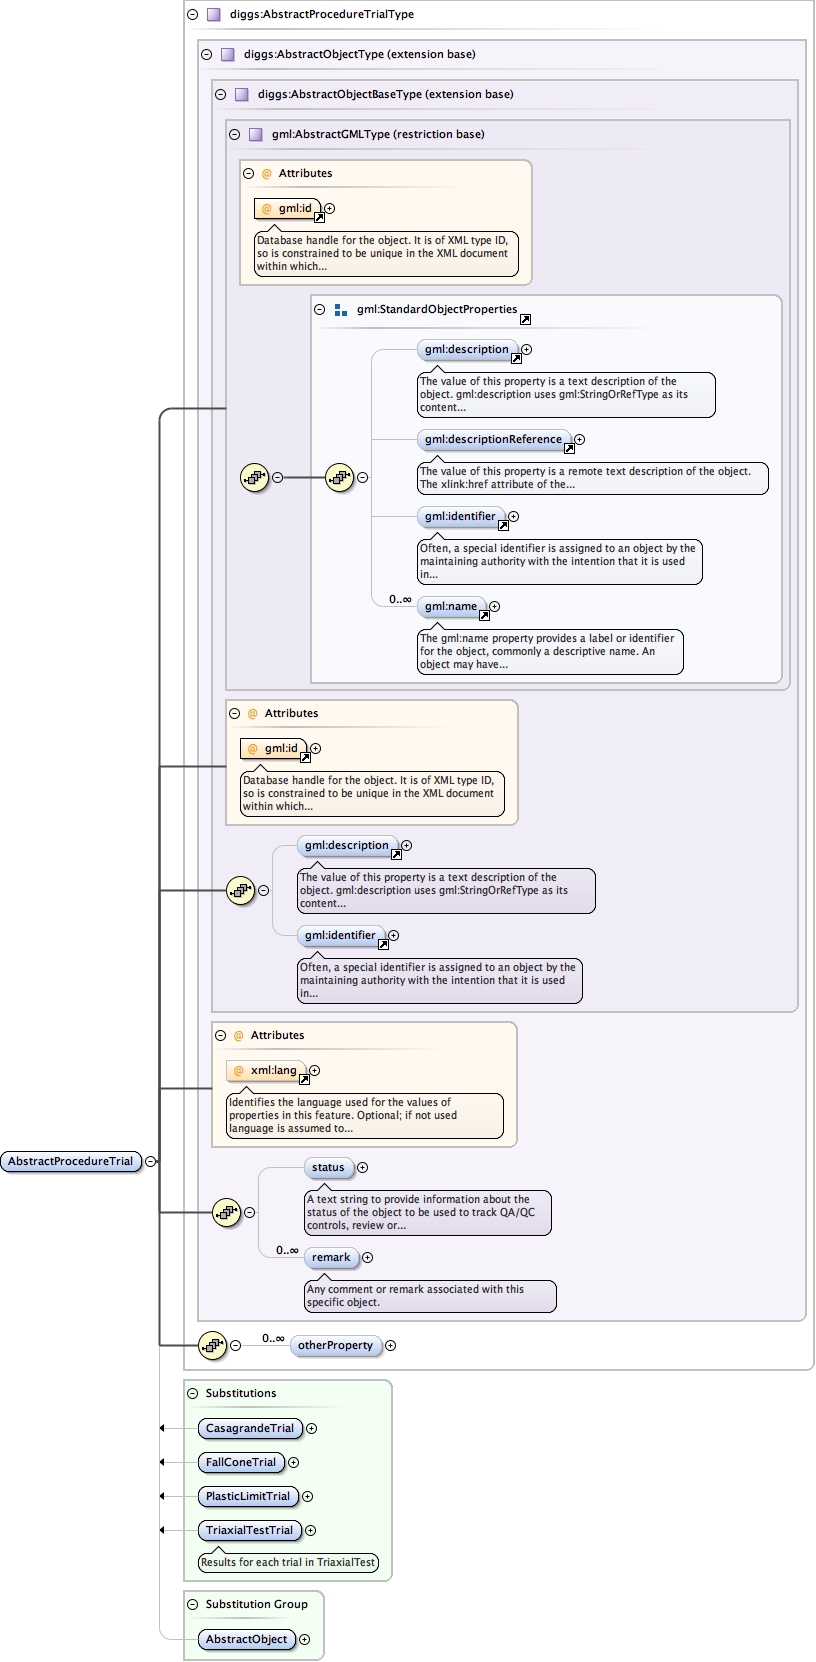 diggs:AbstractProcedureTrialType
diggs:AbstractObjectType (extension base)
diggs:AbstractObjectBaseType (extension base)
gml:AbstractGMLType (restriction base)
@ Attributes
@ gml:id
Database handle for the object. It is of XML type ID,
so is constrained to be unique in the XML document
within which...
gml:StandardObjectProperties
gml:description
The value of this property is a text description of the
object. gml:description uses gml:StringOrRefType as its
content...
gml:descriptionReference
The value of this property is a remote text description of the object.
The xlink:href attribute of the...
gml:identifier
Often, a special identifier is assigned to an object by the
maintaining authority with the intention that it is used
in...
0..∞ gml:name
The gml:name property provides a label or identifier
for the object, commonly a descriptive name. An
object may have...
@ Attributes
@ gml:id
Database handle for the object. It is of XML type ID,
so is constrained to be unique in the XML document
within which...
gml:description
The value of this property is a text description of the
object. gml:description uses gml:StringOrRefType as its
content...
gml:identifier
Often, a special identifier is assigned to an object by the
maintaining authority with the intention that it is used
in...
@ Attributes
@ xml:lang
Identifies the language used for the values of
properties in this feature. Optional; if not used
language is assumed to...
AbstractProcedureTrial
status
A text string to provide information about the
status of the object to be used to track QA/QC
controls, review or...
0..∞ remark
Any comment or remark associated with this
specific object.
0..∞ otherProperty
Substitutions
CasagrandeTrial
FallConeTrial
PlasticLimitTrial
TriaxialTestTrial
Results for each trial in TriaxialTest
Substitution Group
AbstractObject